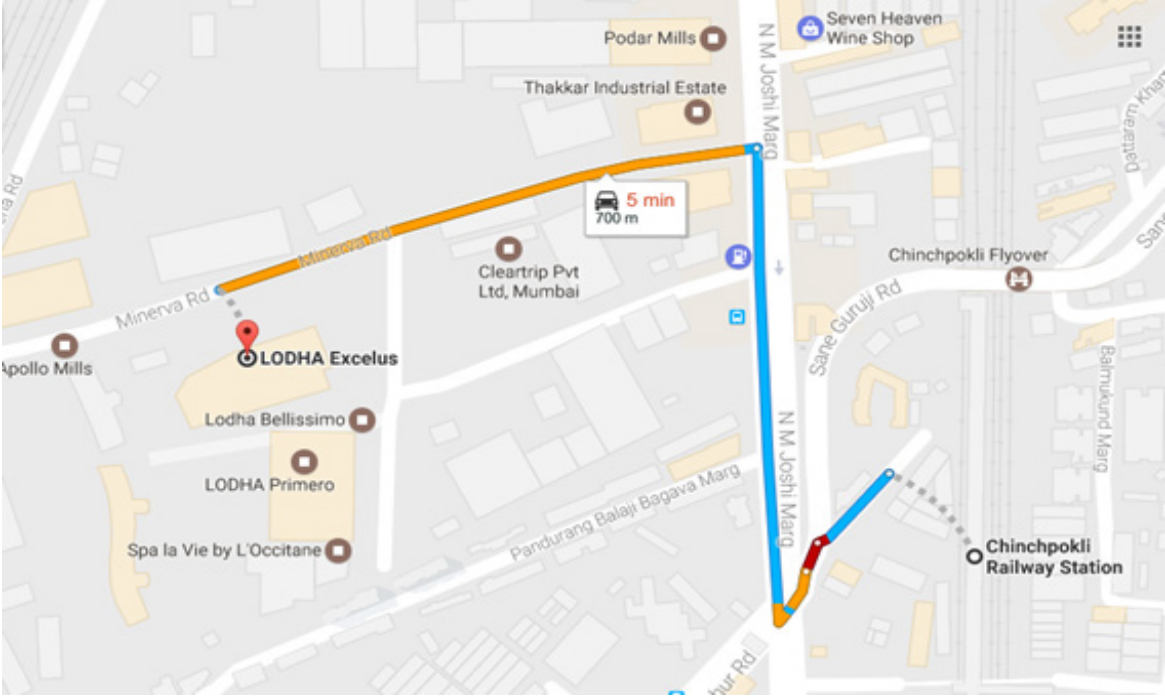 Podar Mills
Seven Heaven
Wine Shop
N M Joshi Marg
Thakkar Industrial Estate
5 min
700 m
Minerva Rd
Cleartrip Pvt
Ltd, Mumbai
Chinchpokli Flyover
Minerva Rd
Sane Guruji Rd
Apollo Mills
LODHA Excelus
Balmukund Marg
Lodha Bellissimo
N M Joshi Marg
LODHA Primero
Pandurang Balaji Bagava Marg
Spa la Vie by L'Occitane
Chinchpokli
Railway Station